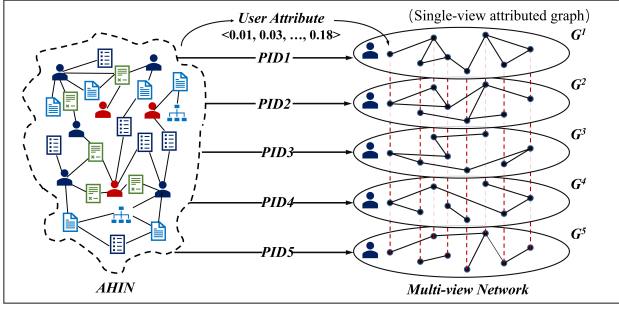 User Attribute
<0.01, 0.03, ..., 0.18>
(Single-view attributed graph)
G¹
PID1
G²
PID2
G³
PID3
G⁴
PID4
G⁵
PID5
AHIN
Multi-view Network